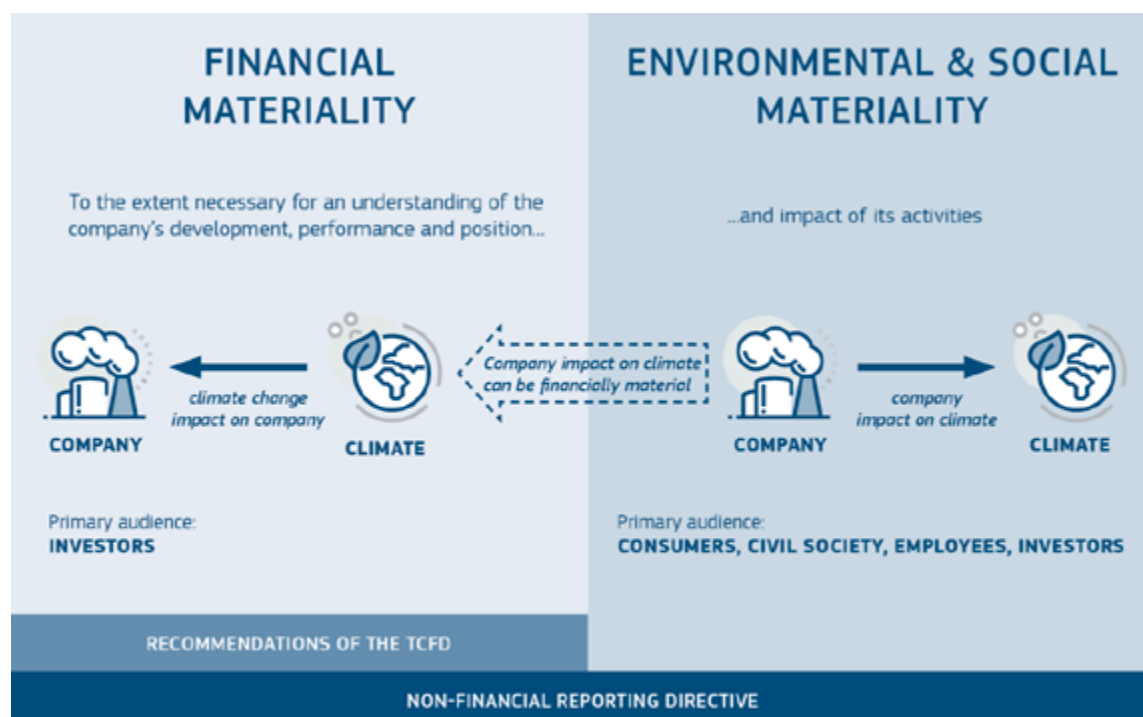 FINANCIAL
MATERIALITY
To the extent necessary for an understanding of the
company's development, performance and position...
climate change
impact on company
COMPANY
CLIMATE
Primary audience:
INVESTORS
RECOMMENDATIONS OF THE TCFD
Company impact on climate
can be financially material
ENVIRONMENTAL & SOCIAL
MATERIALITY
...and impact of its activities
company
impact on climate
COMPANY
CLIMATE
Primary audience:
CONSUMERS, CIVIL SOCIETY, EMPLOYEES, INVESTORS
NON-FINANCIAL REPORTING DIRECTIVE